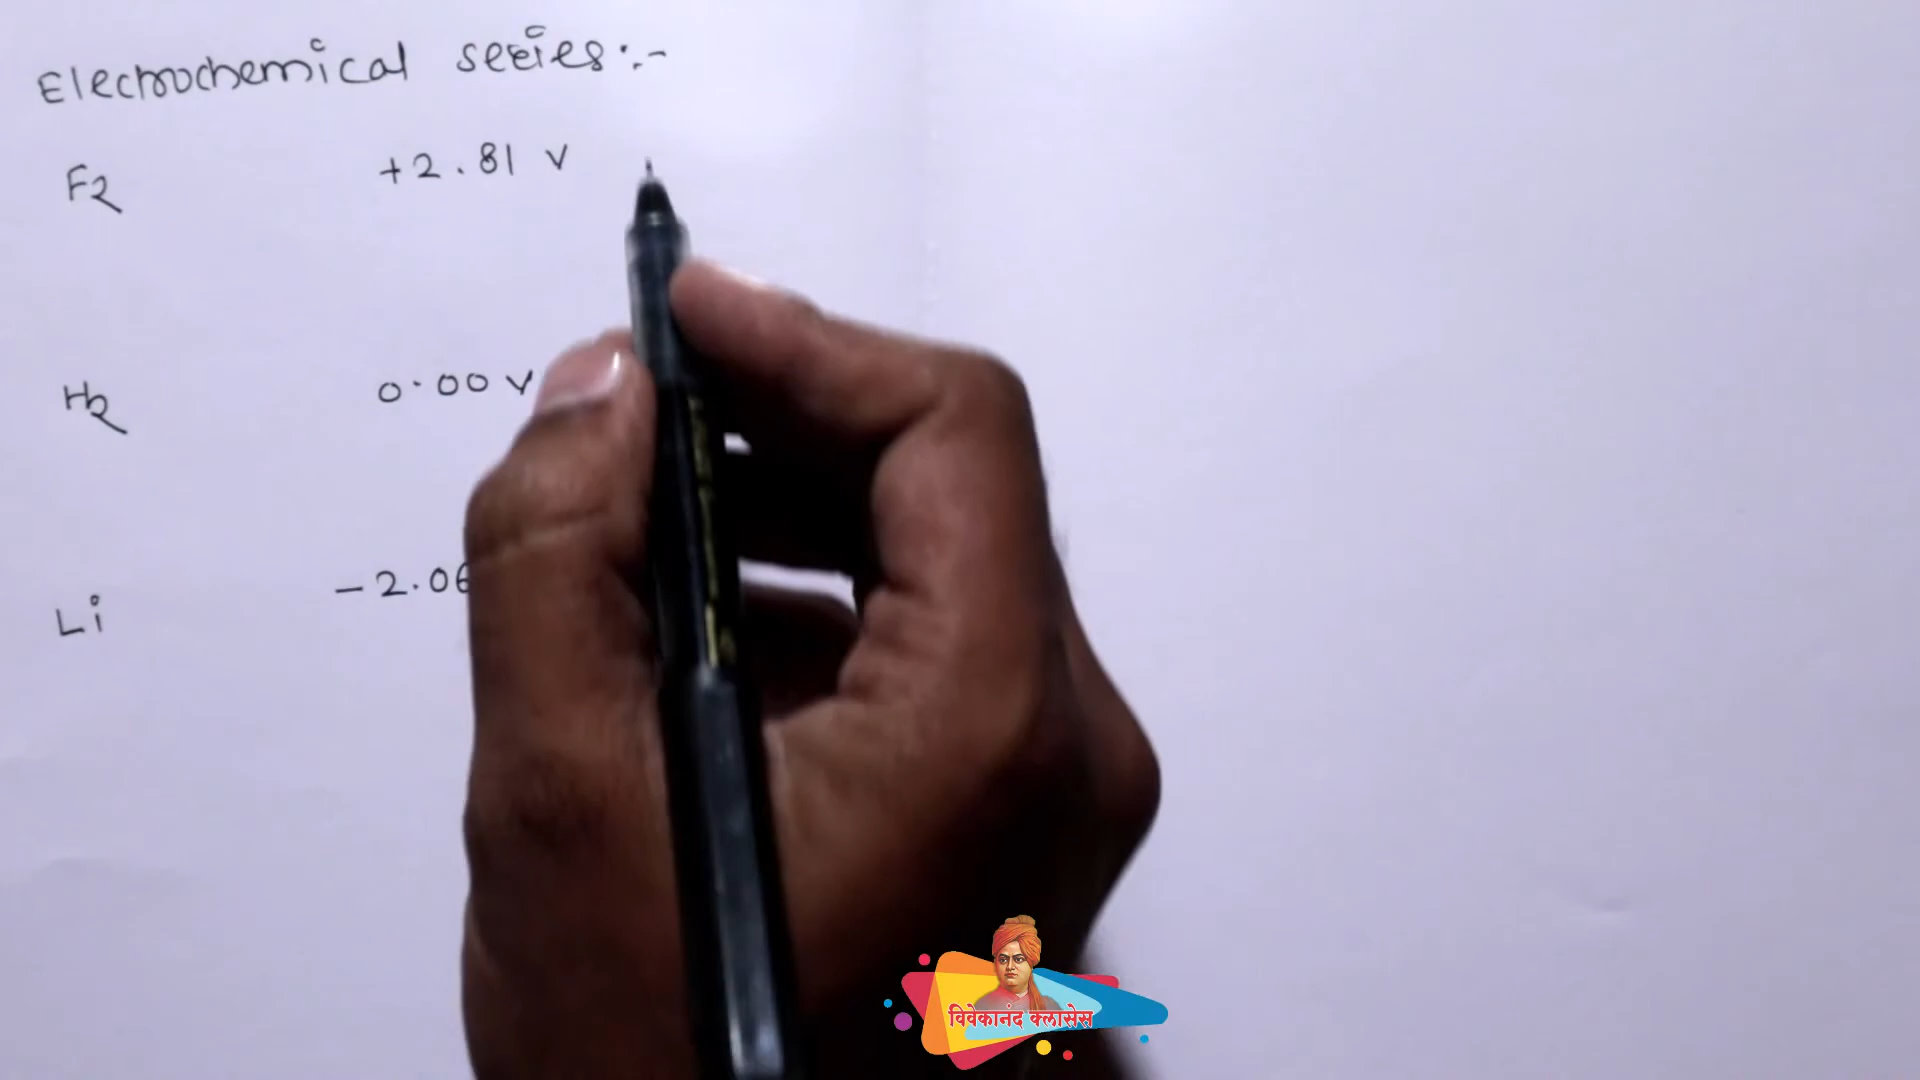 Electrochemical series:-
F2 +2.81 V
H2 0.00 V
Li -2.06
विवेकानंद क्लासेस